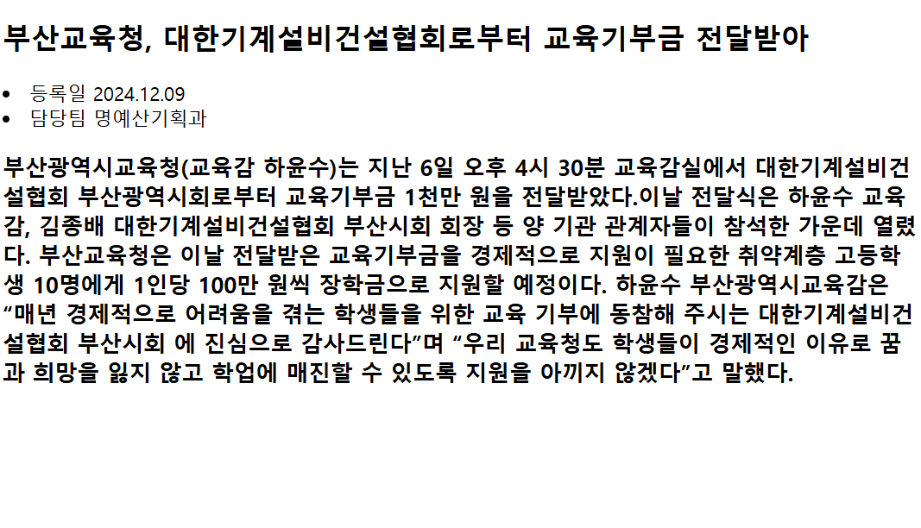 부산교육청, 대한기계설비건설협회로부터 교육기부금 전달받아
• 등록일 2024.12.09
• 담당팀 명예산기획과
부산광역시교육청(교육감 하윤수)는 지난 6일 오후 4시 30분 교육감실에서 대한기계설비건
설협회 부산광역시회로부터 교육기부금 1천만 원을 전달받았다.이날 전달식은 하윤수 교육
감, 김종배 대한기계설비건설협회 부산시회 회장 등 양 기관 관계자들이 참석한 가운데 열렸
다. 부산교육청은 이날 전달받은 교육기부금을 경제적으로 지원이 필요한 취약계층 고등학
생 10명에게 1인당 100만 원씩 장학금으로 지원할 예정이다. 하윤수 부산광역시교육감은
“매년 경제적으로 어려움을 겪는 학생들을 위한 교육 기부에 동참해 주시는 대한기계설비건
설협회 부산시회 에 진심으로 감사드린다”며 “우리 교육청도 학생들이 경제적인 이유로 꿈
과 희망을 잃지 않고 학업에 매진할 수 있도록 지원을 아끼지 않겠다”고 말했다.